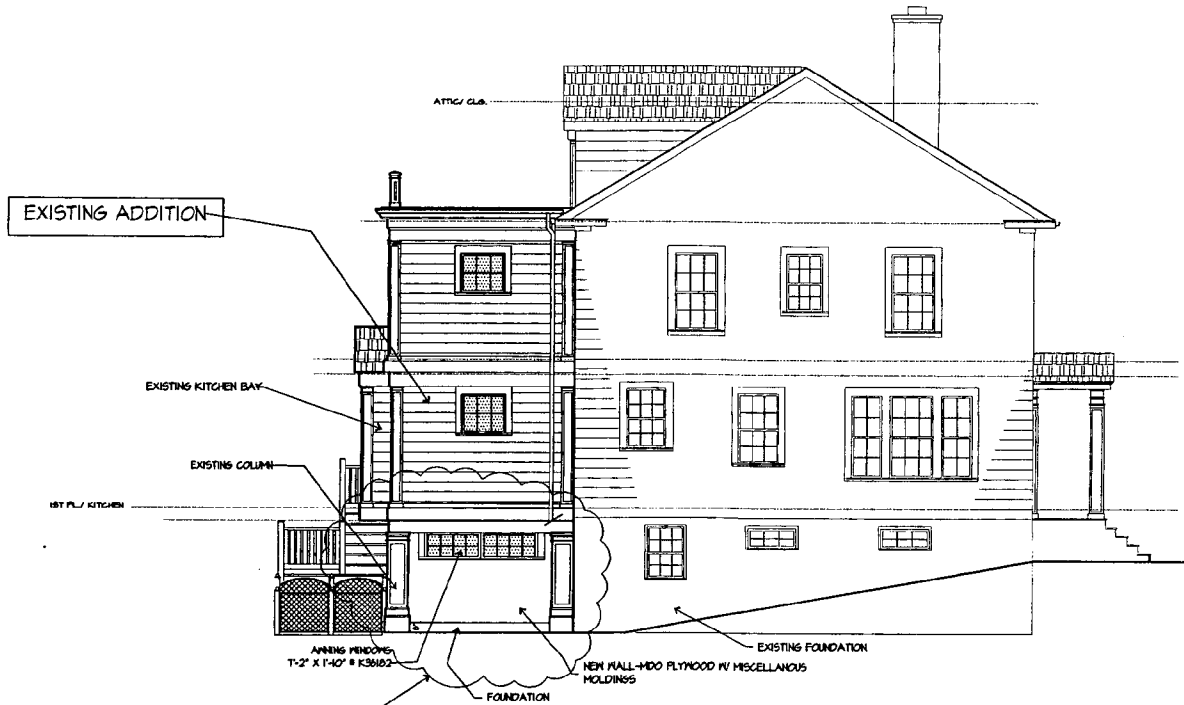 ATTIC/ CLG.
EXISTING ADDITION
EXISTING KITCHEN BAY
EXISTING COLUMN
1ST FL./ KITCHEN
AWNING WINDOWS
EXISTING FOUNDATION
NEW WALL-MDO PLYWOOD W/ MISCELLANOUS
MOLDINGS
FOUNDATION